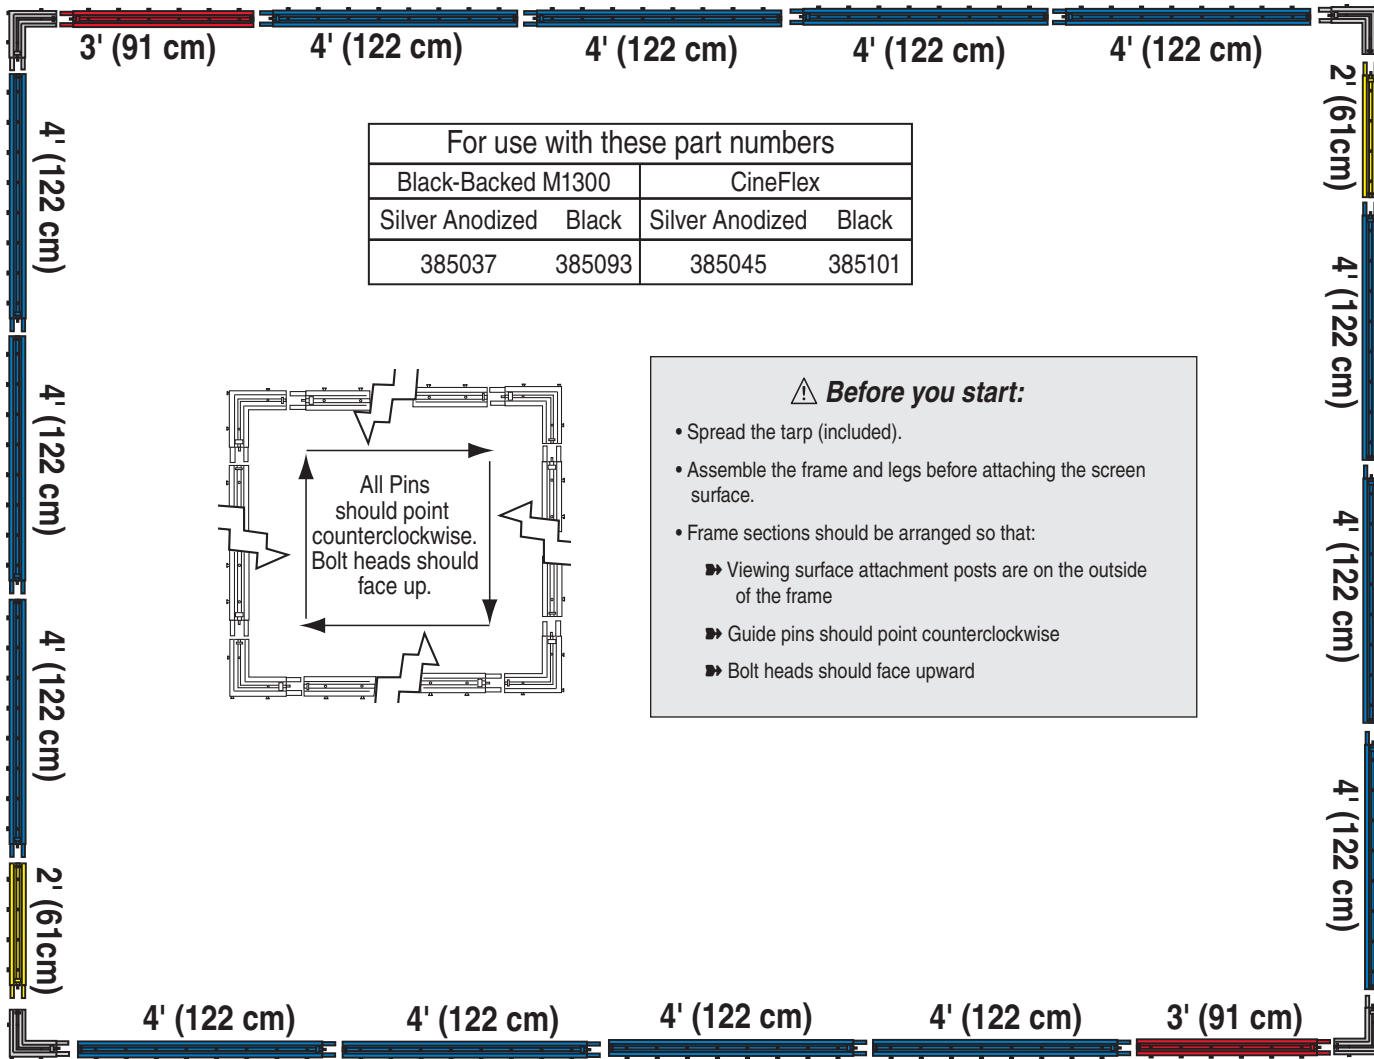 3' (91 cm)
4' (122 cm)
4' (122 cm)
4' (122 cm)
4' (122 cm)
2' (61cm)
4' (122 cm)
4' (122 cm)
4' (122 cm)
4' (122 cm)
4' (122 cm)
4' (122 cm)
2' (61cm)
For use with these part numbers
Black-Backed M1300 CineFlex
Silver Anodized Black Silver Anodized Black
385037 385093 385045 385101
All Pins
should point
counterclockwise.
Bolt heads should
face up.
⚠ Before you start:
• Spread the tarp (included).
• Assemble the frame and legs before attaching the screen
surface.
• Frame sections should be arranged so that:
➽ Viewing surface attachment posts are on the outside
of the frame
➽ Guide pins should point counterclockwise
➽ Bolt heads should face upward
4' (122 cm)
4' (122 cm)
4' (122 cm)
4' (122 cm)
3' (91 cm)